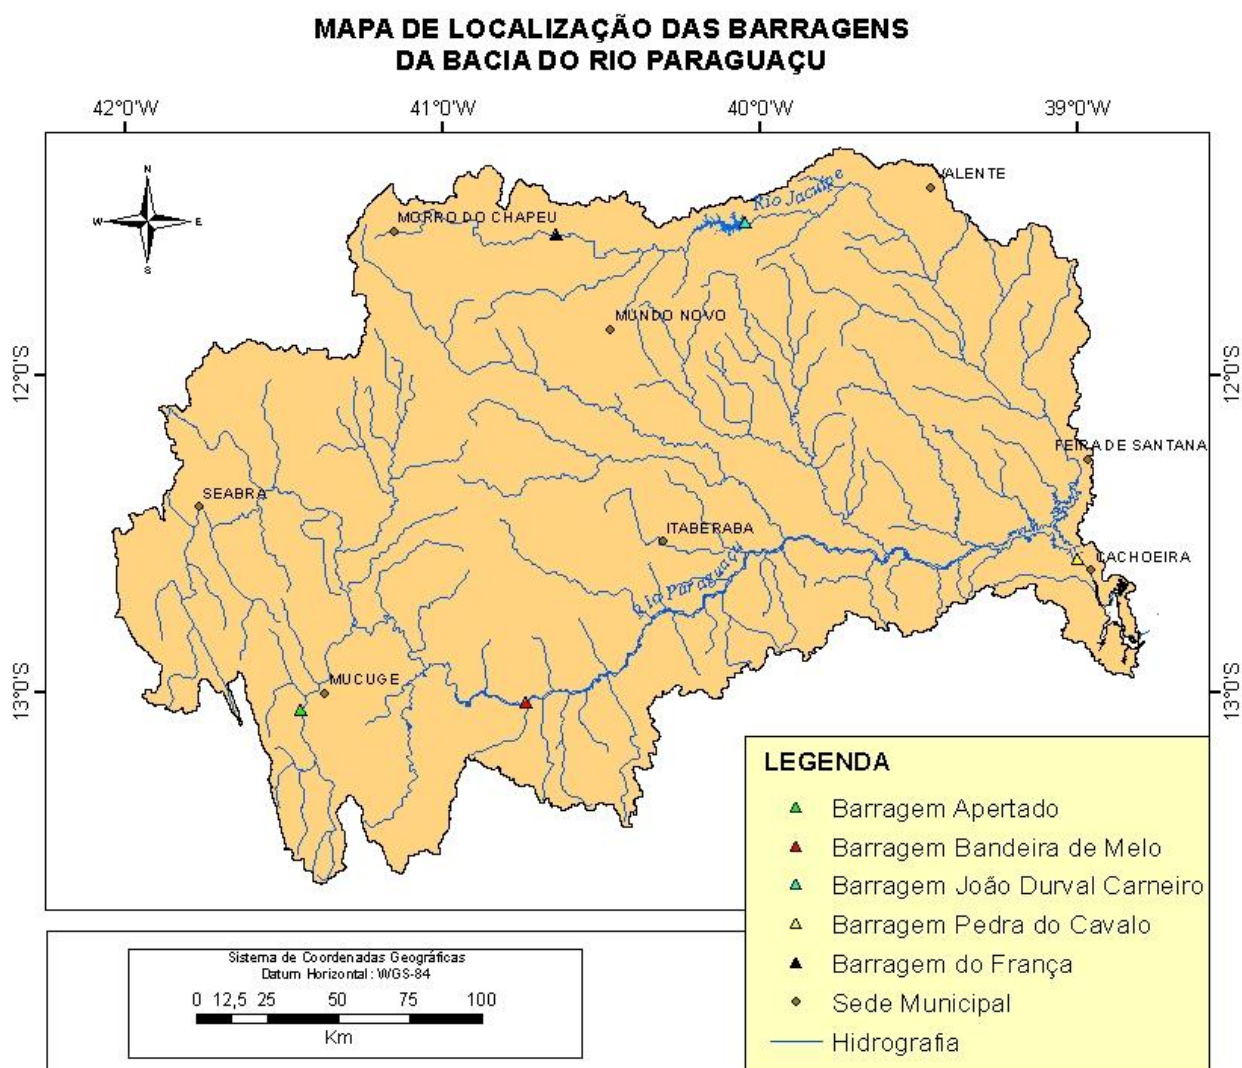 MAPA DE LOCALIZAÇÃO DAS BARRAGENS
DA BACIA DO RIO PARAGUAÇU
42°0'W
41°0'W
40°0'W
39°0'W
N
W
E
S
VALENTE
Rio Jacuípe
MORRO DO CHAPEU
MUNDO NOVO
12°0'S
12°0'S
FEIRA DE SANTANA
SEABRA
ITABERABA
CACHOEIRA
Rio Paraguaçu
MUCUGE
13°0'S
13°0'S
LEGENDA
Barragem Apertado
Barragem Bandeira de Melo
Barragem João Durval Carneiro
Barragem Pedra do Cavalo
Barragem do França
Sede Municipal
Hidrografia
Sistema de Coordenadas Geográficas
Datum Horizontal: WGS-84
0 12,5 25 50 75 100
Km